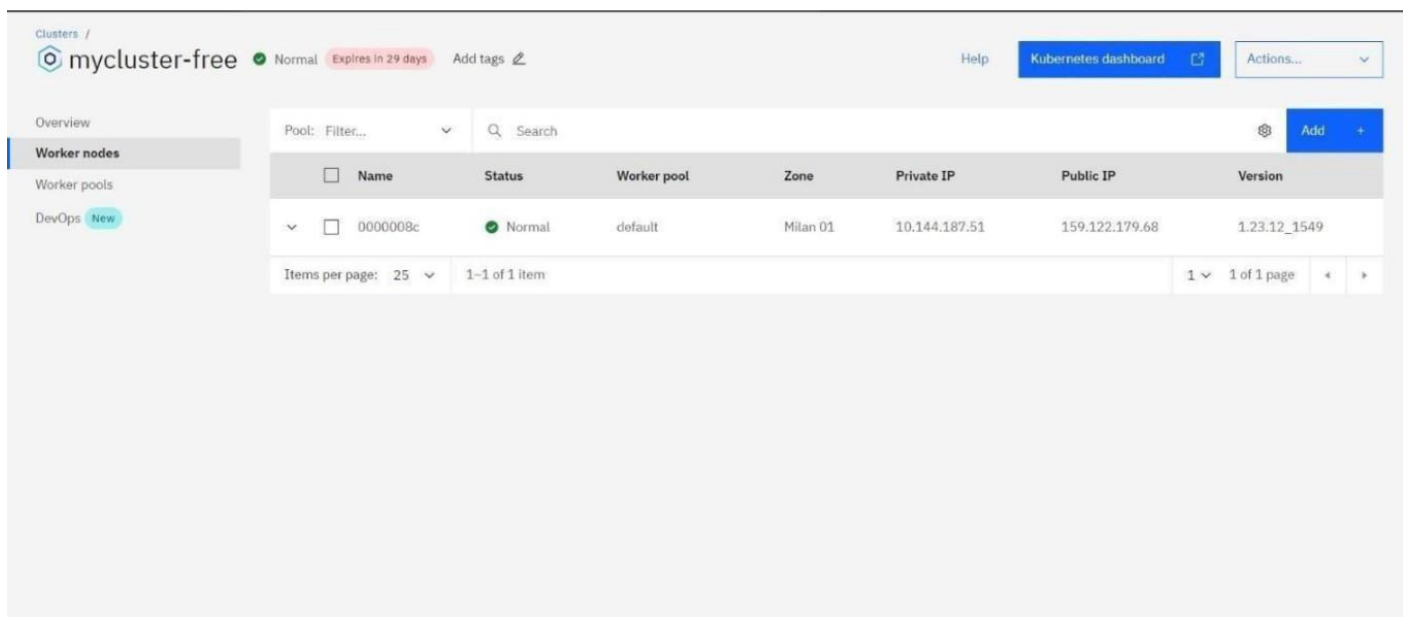 Clusters /
mycluster-free Normal Expires in 29 days Add tags Help Kubernetes dashboard Actions...
Overview
Worker nodes
Worker pools
DevOps New
Pool: Filter... Search Add +
Name Status Worker pool Zone Private IP Public IP Version
0000008c Normal default Milan 01 10.144.187.51 159.122.179.68 1.23.12_1549
Items per page: 25 1–1 of 1 item 1 1 of 1 page